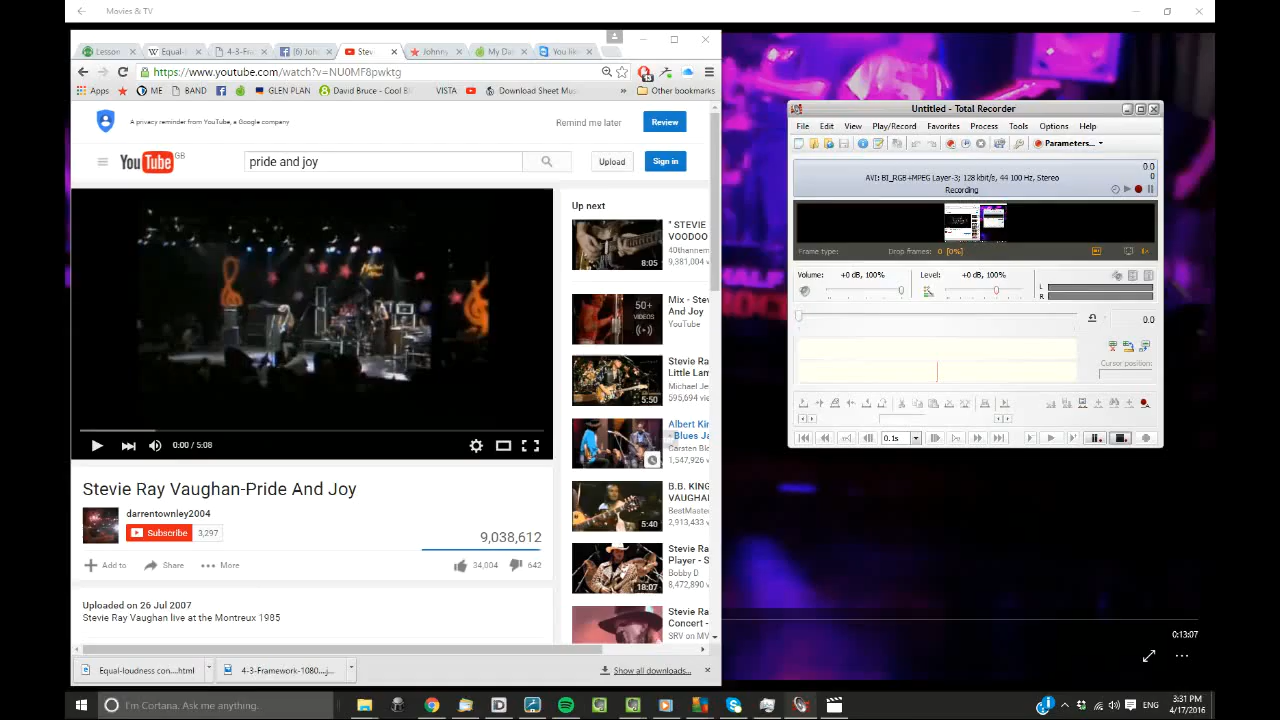 Movies & TV
Lesson
Equal-
4-3-Fra
(6) Joh
Stev
Johnny
My Da
You like
https://www.youtube.com/watch?v=NU0MF8pwktg
Apps
ME
BAND
GLEN PLAN
David Bruce - Cool B
VISTA
Download Sheet Mus
»
Other bookmarks
A privacy reminder from YouTube, a Google company
Remind me later
Review
YouTube GB
pride and joy
Upload
Sign in
0:00 / 5:08
Stevie Ray Vaughan-Pride And Joy
darrentownley2004
Subscribe
3,297
9,038,612
Add to
Share
More
34,004
642
Uploaded on 26 Jul 2007
Stevie Ray Vaughan live at the Montreux 1985
Up next
" STEVIE
VOODOO
40thannem
9,381,004 v
8:05
50+
VIDEOS
Mix - Stev
And Joy
YouTube
Stevie Ra
Little Lam
Michael Je
595,694 vie
5:50
Albert Kin
- Blues Ja
Carsten Blo
1,547,926 v
B.B. KING
VAUGHAN
BeatMaste
2,913,433 v
5:40
Stevie Ra
Player - S
Bobby D
8,472,890 v
18:07
Stevie Ra
Concert -
SRV on MV
Equal-loudness con....html
4-3-Framework-1080...j...
Show all downloads...
Untitled - Total Recorder
File
Edit
View
Play/Record
Favorites
Process
Tools
Options
Help
Parameters...
0.0
0
AVI: BI_RGB+MPEG Layer-3; 128 kbit/s, 44 100 Hz, Stereo
Recording
Frame type:
Drop frames: 0 [0%]
Volume:
+0 dB, 100%
Level:
+0 dB, 100%
L
R
0.0
Cursor position:
0.1s
0:13:07
I'm Cortana. Ask me anything.
ENG
3:31 PM
4/17/2016